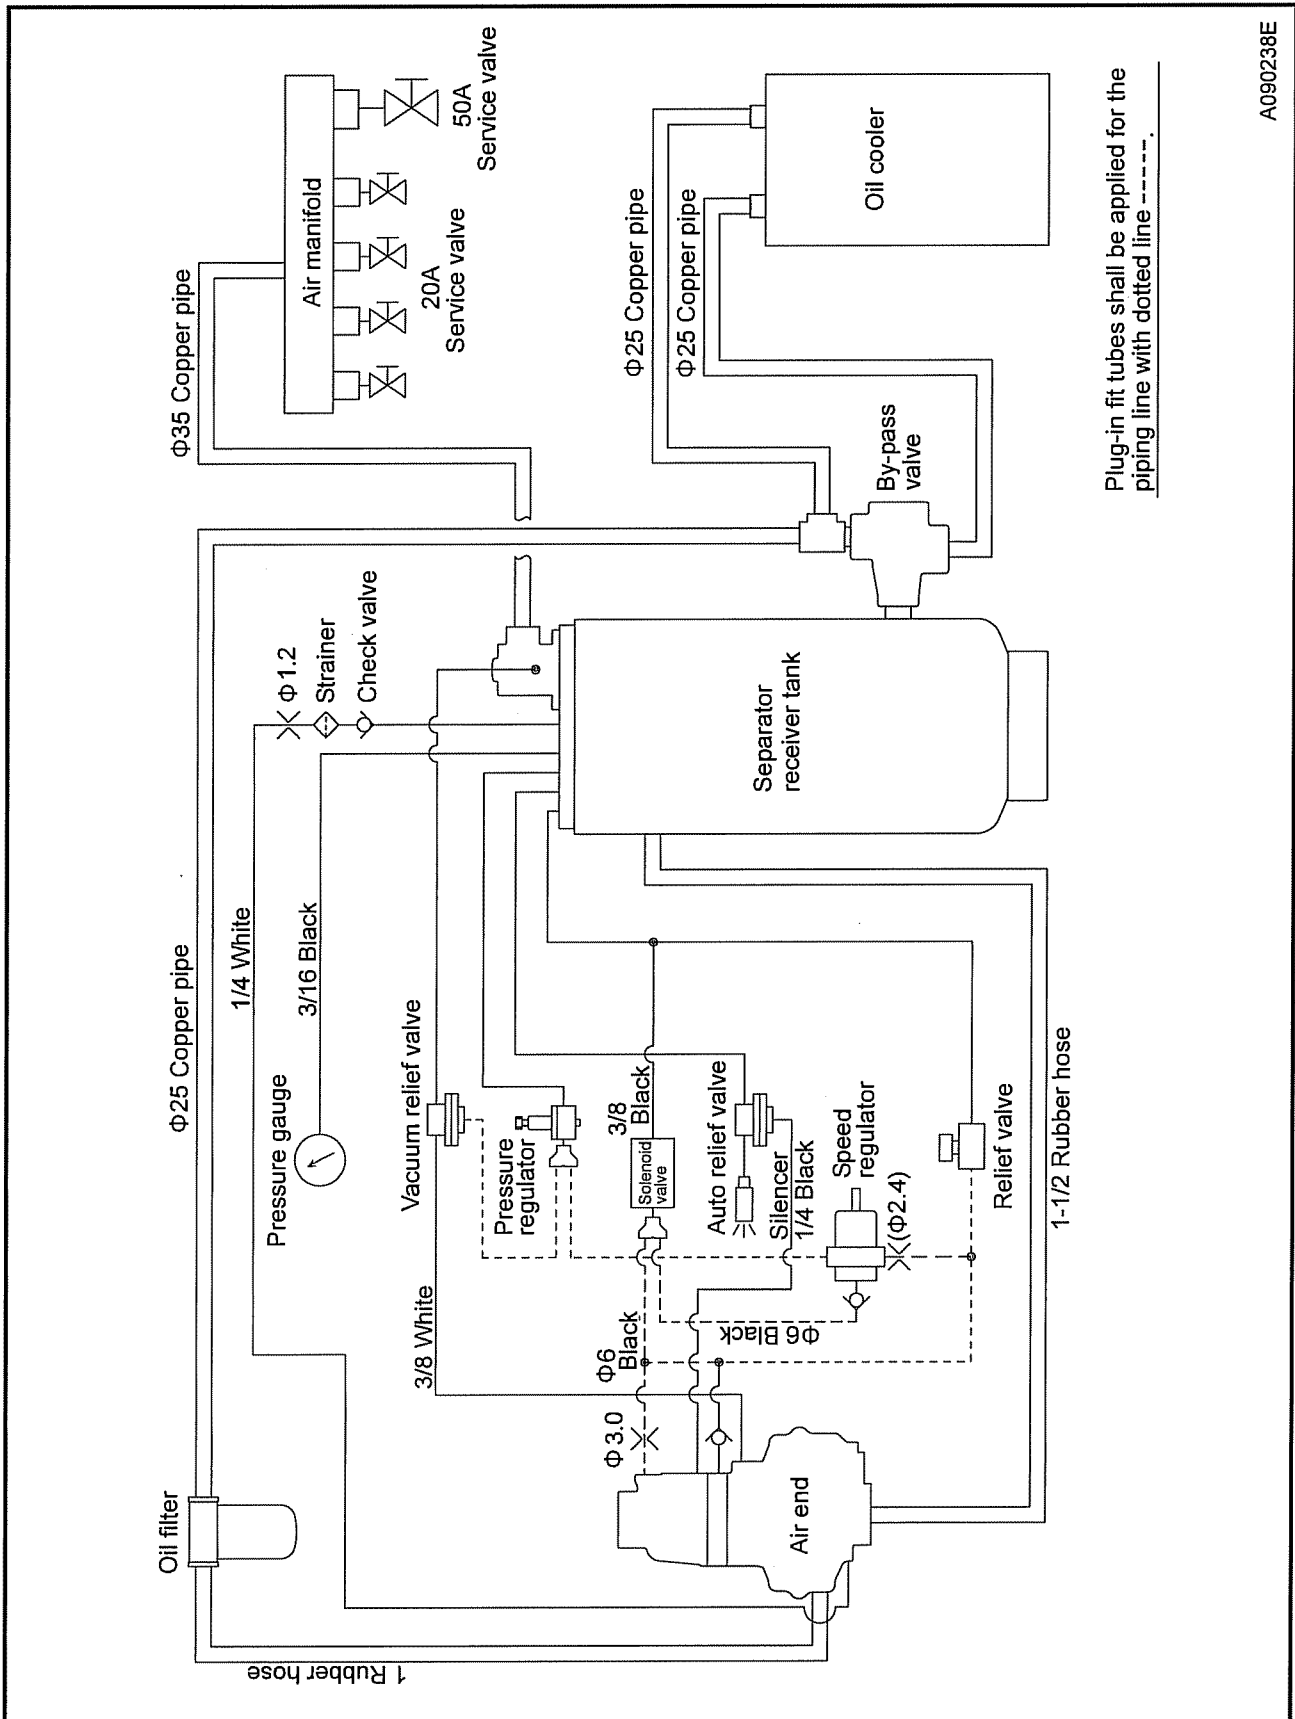 Φ35 Copper pipe
Air manifold
50A
Service valve
20A
Service valve
Φ25 Copper pipe
Φ25 Copper pipe
Oil cooler
By-pass
valve
Φ25 Copper pipe
1/4 White
Φ1.2
Strainer
Check valve
3/16 Black
Pressure gauge
Separator
receiver tank
Vacuum relief valve
Pressure
regulator
3/8
Black
Solenoid
valve
Auto relief valve
Silencer
1/4 Black
Speed
regulator
(Φ2.4)
Relief valve
1-1/2 Rubber hose
3/8 White
Φ6
Black
Φ6 Black
Φ3.0
Oil filter
Air end
1 Rubber hose
Plug-in fit tubes shall be applied for the
piping line with dotted line -----.
A090238E